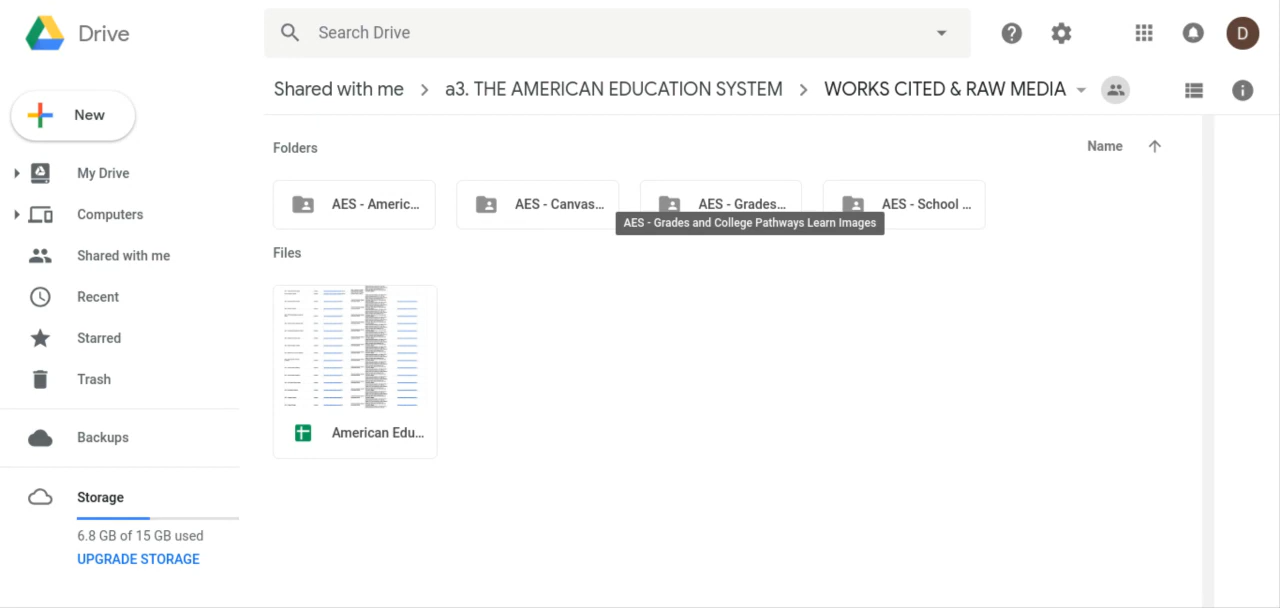 Drive
Search Drive
D
Shared with me > a3. THE AMERICAN EDUCATION SYSTEM > WORKS CITED & RAW MEDIA
New
My Drive
Computers
Shared with me
Recent
Starred
Trash
Backups
Storage
6.8 GB of 15 GB used
UPGRADE STORAGE
Folders
Name
AES - Americ...
AES - Canvas...
AES - Grades...
AES - School ...
AES - Grades and College Pathways Learn Images
Files
American Edu...